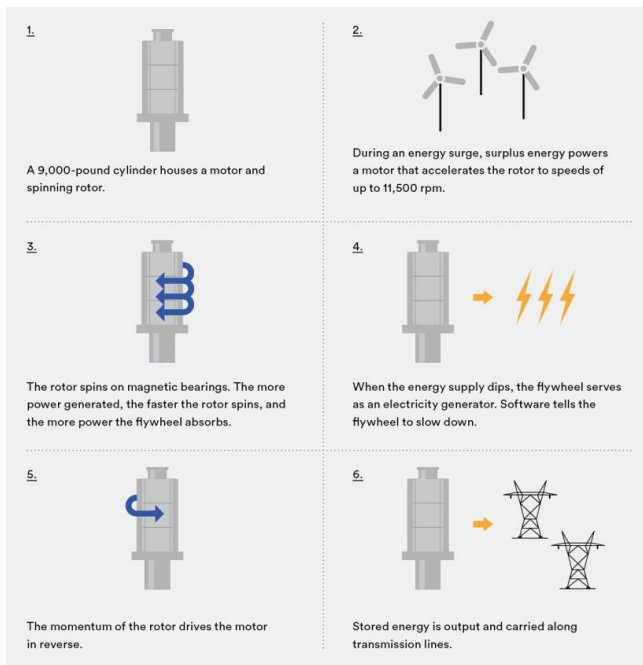 1.
A 9,000-pound cylinder houses a motor and
spinning rotor.
2.
During an energy surge, surplus energy powers
a motor that accelerates the rotor to speeds of
up to 11,500 rpm.
3.
The rotor spins on magnetic bearings. The more
power generated, the faster the rotor spins, and
the more power the flywheel absorbs.
4.
When the energy supply dips, the flywheel serves
as an electricity generator. Software tells the
flywheel to slow down.
5.
The momentum of the rotor drives the motor
in reverse.
6.
Stored energy is output and carried along
transmission lines.